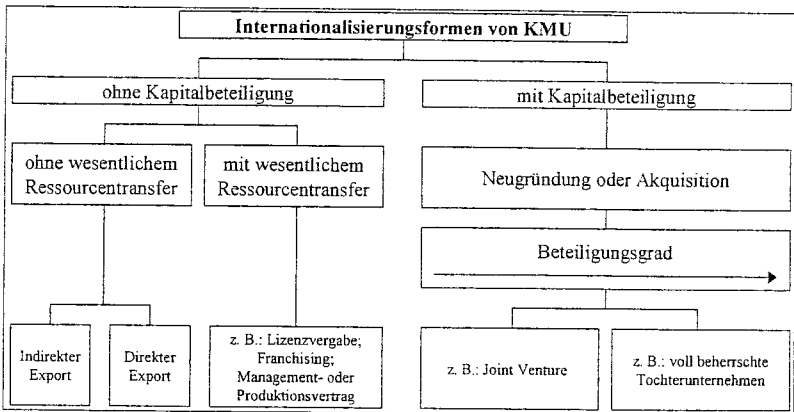 Internationalisierungsformen von KMU
ohne Kapitalbeteiligung
mit Kapitalbeteiligung
ohne wesentlichem
Ressourcentransfer
mit wesentlichem
Ressourcentransfer
Neugründung oder Akquisition
Beteiligungsgrad
Indirekter
Export
Direkter
Export
z. B.: Lizenzvergabe;
Franchising;
Management- oder
Produktionsvertrag
z. B.: Joint Venture
z. B.: voll beherrschte
Tochterunternehmen